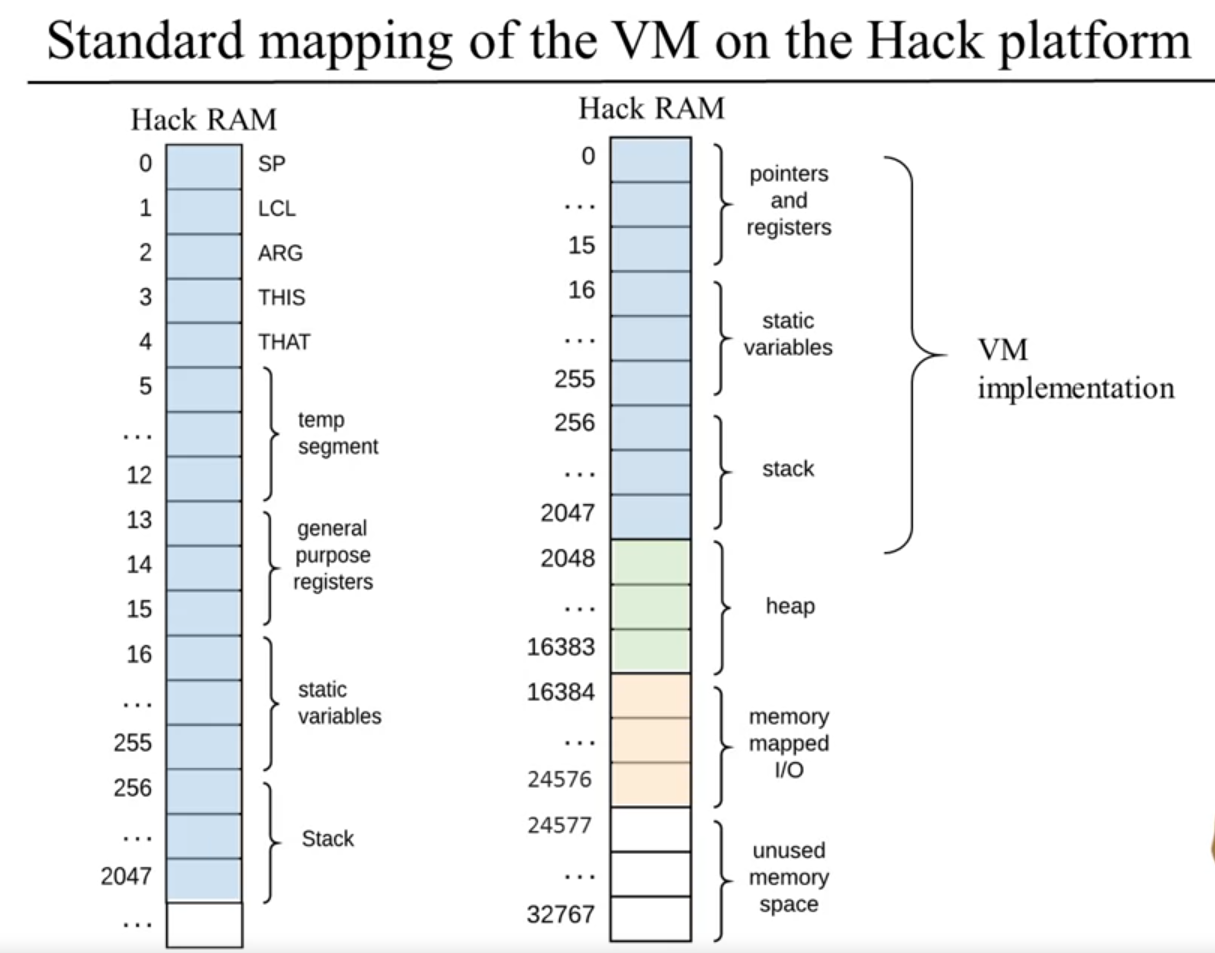 Standard mapping of the VM on the Hack platform
Hack RAM
0 SP
1 LCL
2 ARG
3 THIS
4 THAT
5
...
12
temp
segment
13
14
15
general
purpose
registers
16
...
255
static
variables
256
...
2047
Stack
...
Hack RAM
0
...
15
pointers
and
registers
16
...
255
static
variables
256
...
2047
stack
2048
...
16383
heap
16384
...
24576
memory
mapped
I/O
24577
...
32767
unused
memory
space
VM
implementation